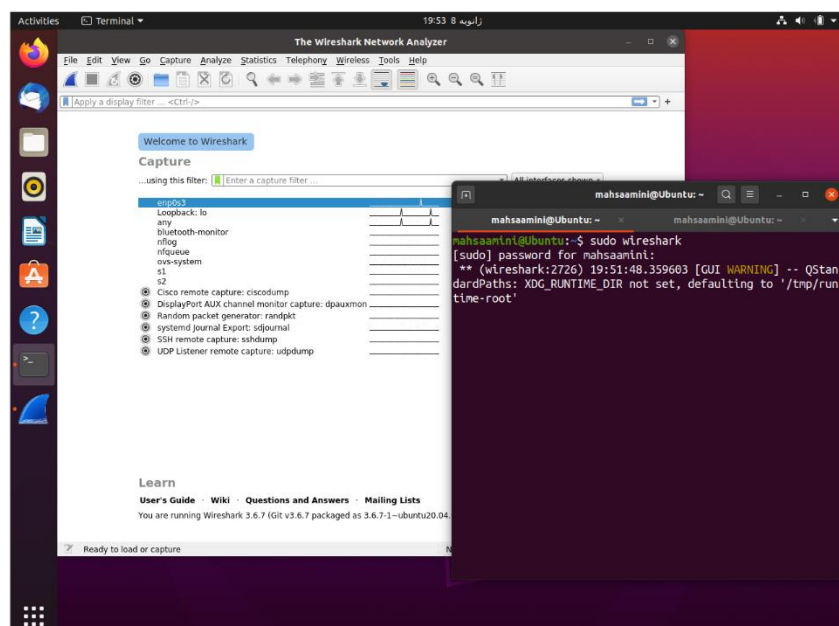 Activities
Terminal
19:53 8 ژانویه
The Wireshark Network Analyzer
File Edit View Go Capture Analyze Statistics Telephony Wireless Tools Help
Apply a display filter ... <Ctrl-/>
Welcome to Wireshark
Capture
...using this filter:
Enter a capture filter ...
All interfaces shown
enp0s3
Loopback: lo
any
bluetooth-monitor
nflog
nfqueue
ovs-system
s1
s2
Cisco remote capture: ciscodump
DisplayPort AUX channel monitor capture: dpauxmon
Random packet generator: randpkt
systemd Journal Export: sdjournal
SSH remote capture: sshdump
UDP Listener remote capture: udpdump
Learn
User's Guide · Wiki · Questions and Answers · Mailing Lists
You are running Wireshark 3.6.7 (Git v3.6.7 packaged as 3.6.7-1~ubuntu20.04.
Ready to load or capture
N
mahsaamini@Ubuntu: ~
mahsaamini@Ubuntu: ~
mahsaamini@Ubuntu: ~
mahsaamini@Ubuntu:~$ sudo wireshark
[sudo] password for mahsaamini:
** (wireshark:2726) 19:51:48.359603 [GUI WARNING] -- QStan
dardPaths: XDG_RUNTIME_DIR not set, defaulting to '/tmp/run
time-root'